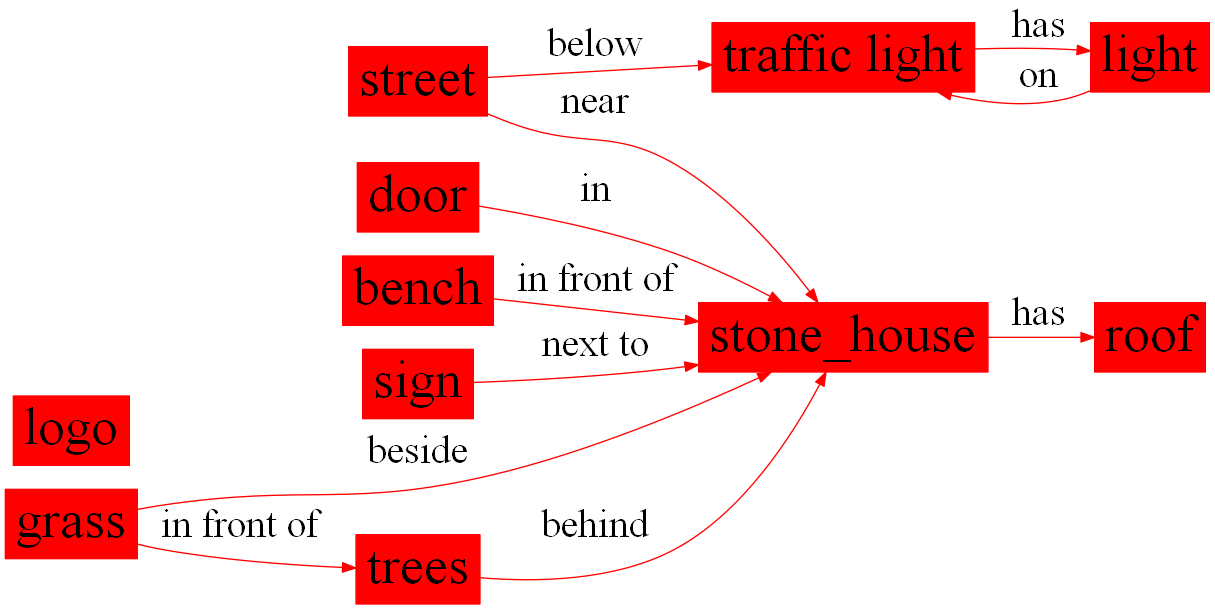 street
below
traffic light
has
light
on
near
door
in
bench
in front of
stone_house
has
roof
sign
next to
logo
beside
grass
in front of
trees
behind